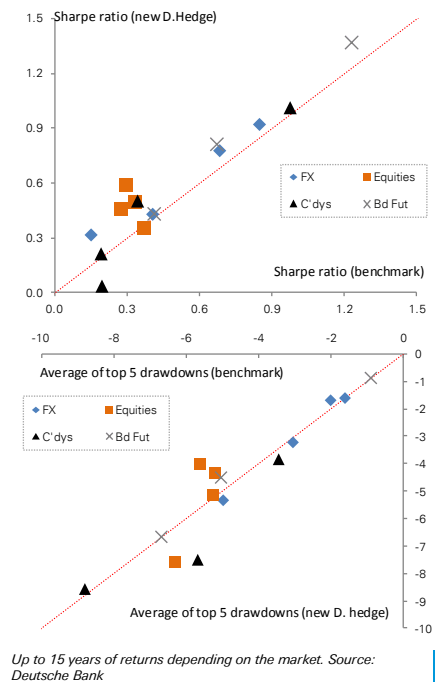 Sharpe ratio (new D.Hedge)
1.5
1.2
0.9
0.6
0.3
0.0
FX
Equities
C'dys
Bd Fut
Sharpe ratio (benchmark)
0.0 0.3 0.6 0.9 1.2 1.5
-10 -8 -6 -4 -2 0
Average of top 5 drawdowns (benchmark)
FX
Equities
C'dys
Bd Fut
-1
-2
-3
-4
-5
-6
-7
-8
-9
-10
Average of top 5 drawdowns (new D. hedge)
Up to 15 years of returns depending on the market. Source:
Deutsche Bank